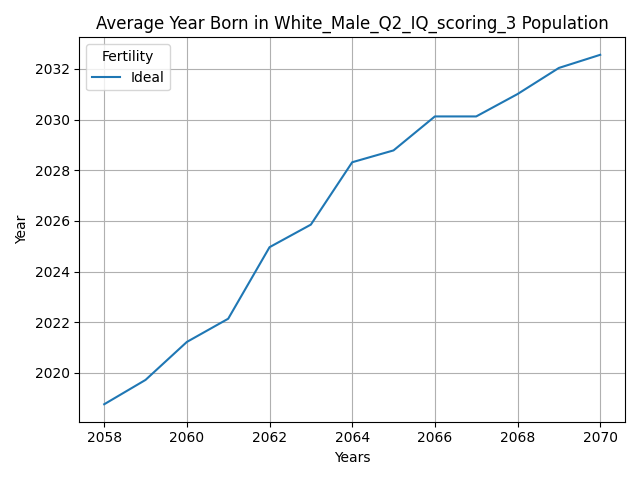 Average Year Born in White_Male_Q2_IQ_scoring_3 Population
Fertility
Ideal
Year
2032
2030
2028
2026
2024
2022
2020
2058 2060 2062 2064 2066 2068 2070
Years